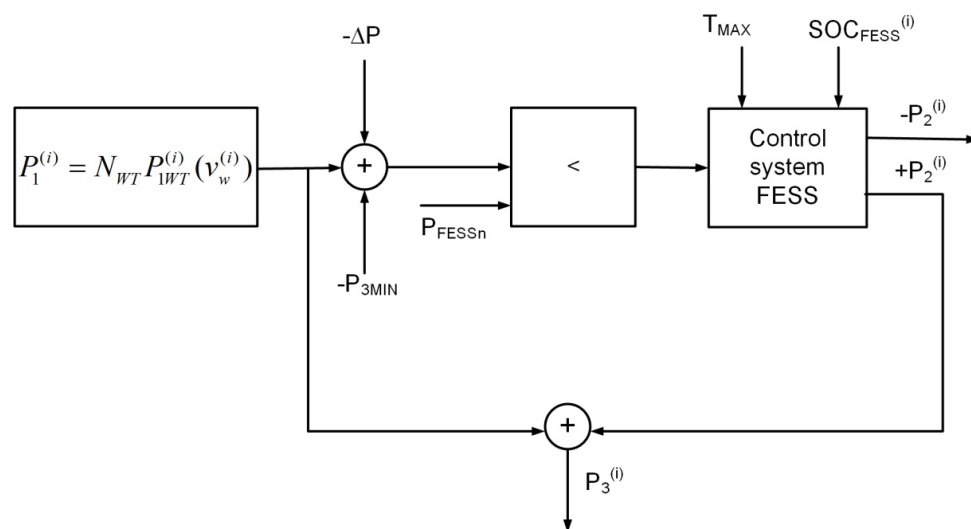 T_MAX
SOC_FESS^(i)
-ΔP
P_1^(i) = N_WT P_1WT^(i) (v_w^(i))
+
<
Control
system
FESS
-P_2^(i)
+P_2^(i)
P_FESSn
-P_3MIN
+
P_3^(i)